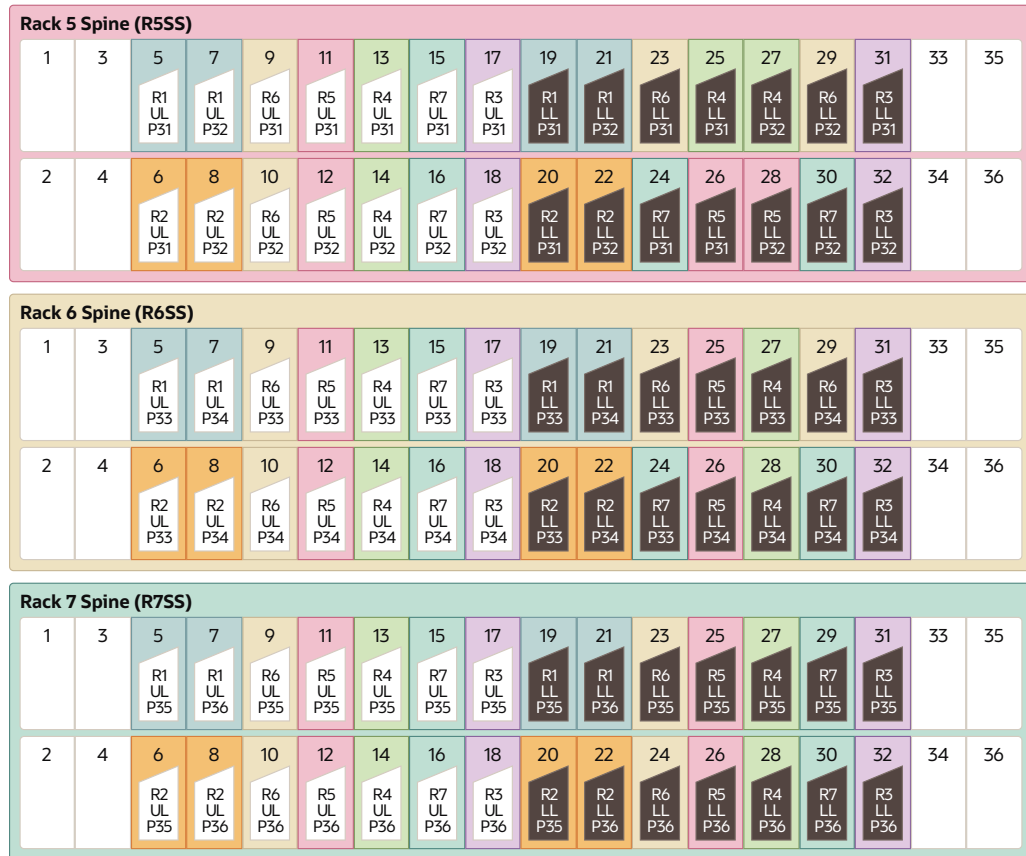 Rack 5 Spine (R5SS)
1 3 5 7 9 11 13 15 17 19 21 23 25 27 29 31 33 35
R1 R1 R6 R5 R4 R7 R3 R1 R1 R6 R4 R4 R6 R3
UL UL UL UL UL UL UL LL LL LL LL LL LL LL
P31 P32 P31 P31 P31 P31 P31 P31 P32 P31 P31 P32 P32 P31
2 4 6 8 10 12 14 16 18 20 22 24 26 28 30 32 34 36
R2 R2 R6 R5 R4 R7 R3 R2 R2 R7 R5 R5 R7 R3
UL UL UL UL UL UL UL LL LL LL LL LL LL LL
P31 P32 P32 P32 P32 P32 P32 P31 P32 P31 P31 P32 P32 P32
Rack 6 Spine (R6SS)
1 3 5 7 9 11 13 15 17 19 21 23 25 27 29 31 33 35
R1 R1 R6 R5 R4 R7 R3 R1 R1 R6 R5 R4 R6 R3
UL UL UL UL UL UL UL LL LL LL LL LL LL LL
P33 P34 P33 P33 P33 P33 P33 P33 P34 P33 P33 P33 P34 P33
2 4 6 8 10 12 14 16 18 20 22 24 26 28 30 32 34 36
R2 R2 R6 R5 R4 R7 R3 R2 R2 R7 R5 R4 R7 R3
UL UL UL UL UL UL UL LL LL LL LL LL LL LL
P33 P34 P34 P34 P34 P34 P34 P33 P34 P33 P34 P34 P34 P34
Rack 7 Spine (R7SS)
1 3 5 7 9 11 13 15 17 19 21 23 25 27 29 31 33 35
R1 R1 R6 R5 R4 R7 R3 R1 R1 R6 R5 R4 R7 R3
UL UL UL UL UL UL UL LL LL LL LL LL LL LL
P35 P36 P35 P35 P35 P35 P35 P35 P36 P35 P35 P35 P35 P35
2 4 6 8 10 12 14 16 18 20 22 24 26 28 30 32 34 36
R2 R2 R6 R5 R4 R7 R3 R2 R2 R6 R5 R4 R7 R3
UL UL UL UL UL UL UL LL LL LL LL LL LL LL
P35 P36 P36 P36 P36 P36 P36 P35 P36 P36 P36 P36 P36 P36